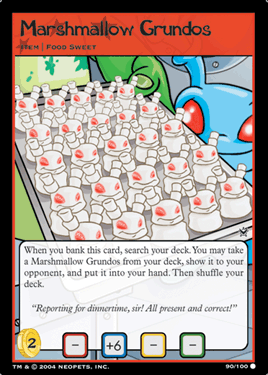 Marshmallow Grundos
Item | Food Sweet
When you bank this card, search your deck. You may take
a Marshmallow Grundos from your deck, show it to your
opponent, and put it into your hand. Then shuffle your
deck.
"Reporting for dinnertime, sir! All present and correct!"
2 – +6 – –
TM & © 2004 NEOPETS, INC. 90/100